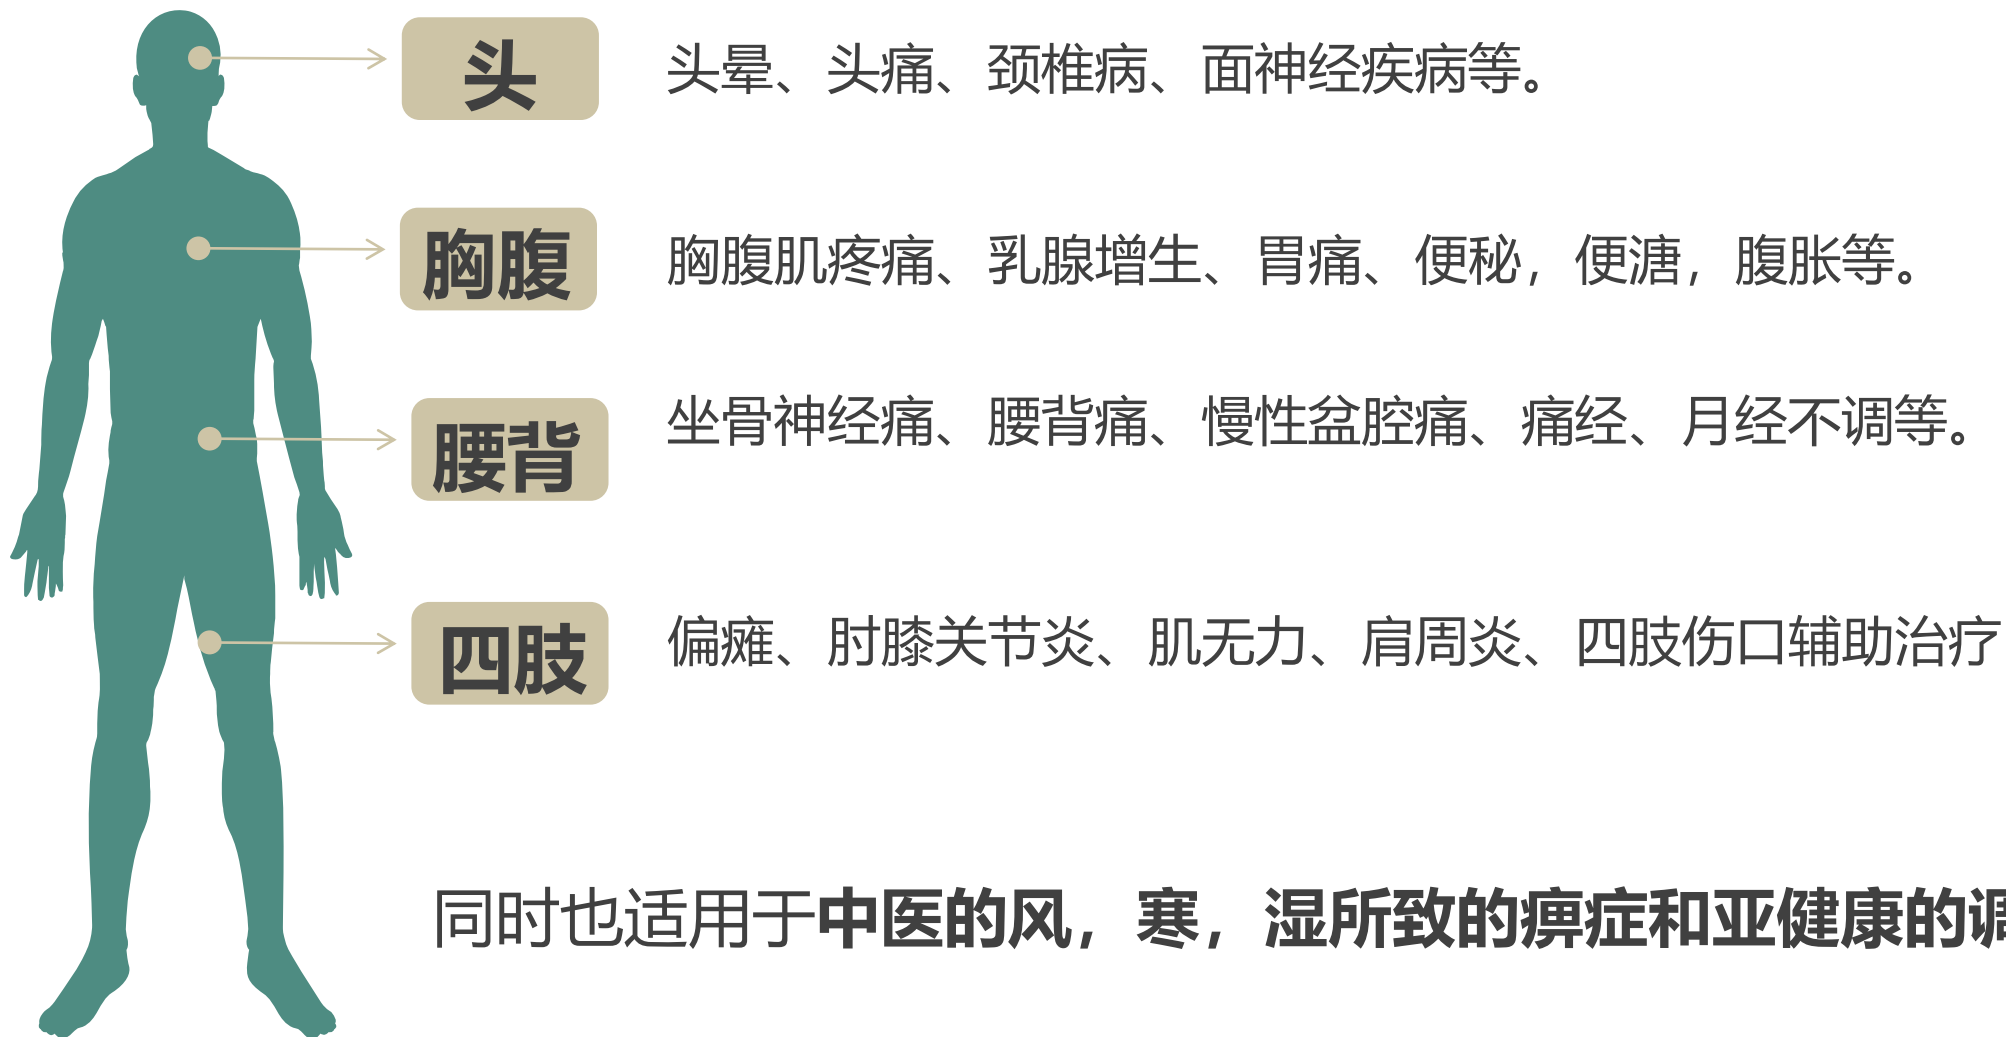 头
头晕、头痛、颈椎病、面神经疾病等。
胸腹
胸腹肌疼痛、乳腺增生、胃痛、便秘，便溏，腹胀等。
腰背
坐骨神经痛、腰背痛、慢性盆腔痛、痛经、月经不调等。
四肢
偏瘫、肘膝关节炎、肌无力、肩周炎、四肢伤口辅助治疗
同时也适用于中医的风，寒，湿所致的痹症和亚健康的